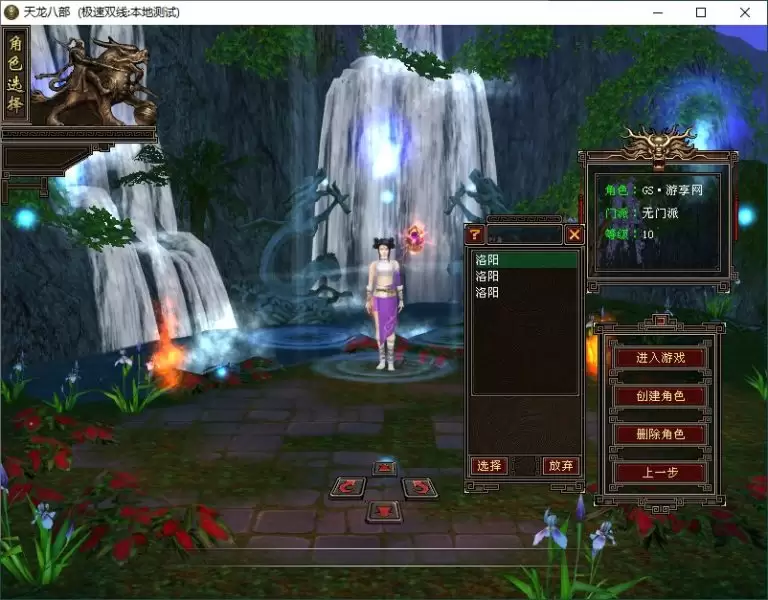 天龙八部 (极速双线:本地测试)
角色选择
角色：GS·游享网
门派：无门派
等级：10
?
洛阳
洛阳
洛阳
进入游戏
创建角色
删除角色
上一步
选择
放弃